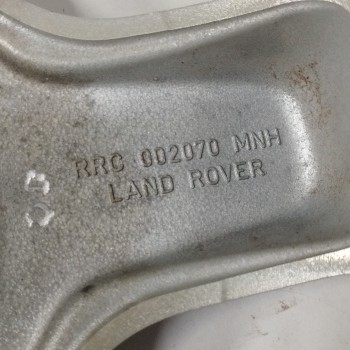 RRC 002070 MNH
LAND ROVER